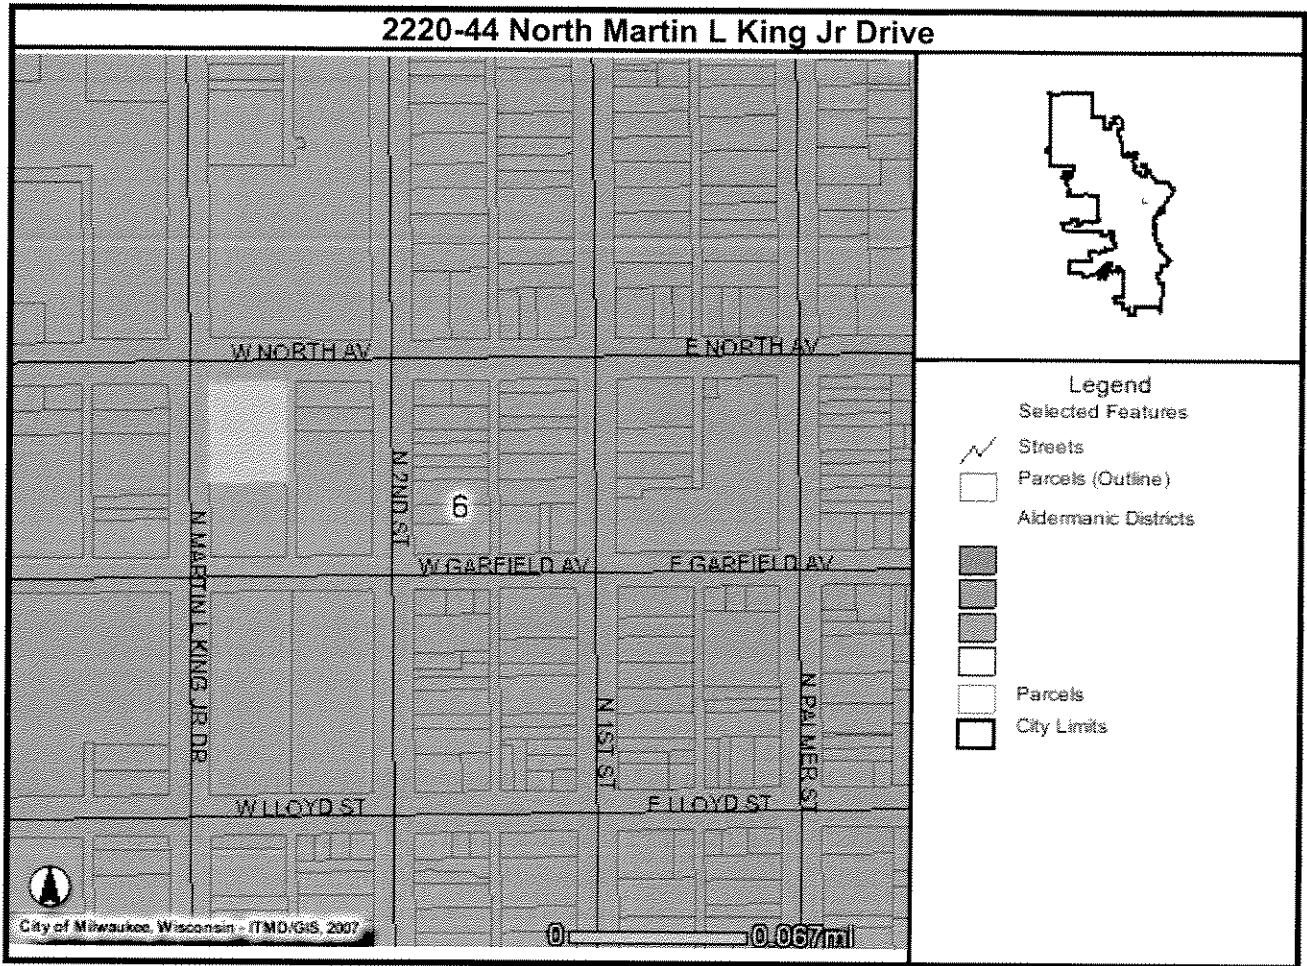 2220-44 North Martin L King Jr Drive
W NORTH AV
E NORTH AV
N 2ND ST
6
N MARTIN L KING JR DR
W GARFIELD AV
E GARFIELD AV
N 1ST ST
N PALMER ST
W LLOYD ST
E LLOYD ST
City of Milwaukee, Wisconsin - ITMD/GIS, 2007
0
0.067mi
Legend
Selected Features
Streets
Parcels (Outline)
Aldermanic Districts
Parcels
City Limits